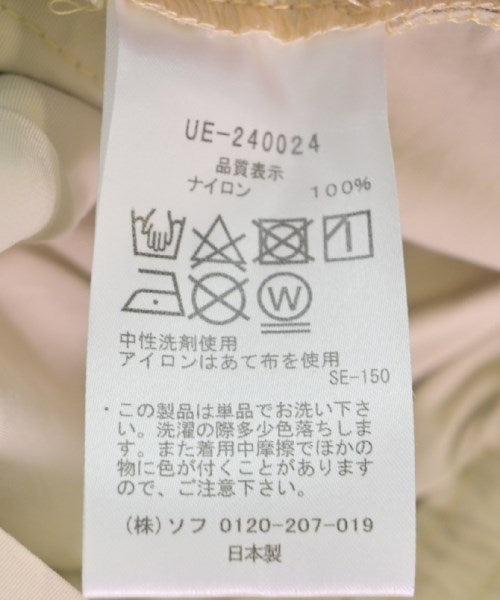 UE-240024
品質表示
ナイロン 100%
W
中性洗剤使用
アイロンはあて布を使用
SE-150
・この製品は単品でお洗い下さ
い。洗濯の際多少色落ちしま
す。また着用中摩擦でほかの
物に色が付くことがあります
ので、ご注意下さい。
(株)ソフ 0120-207-019
日本製